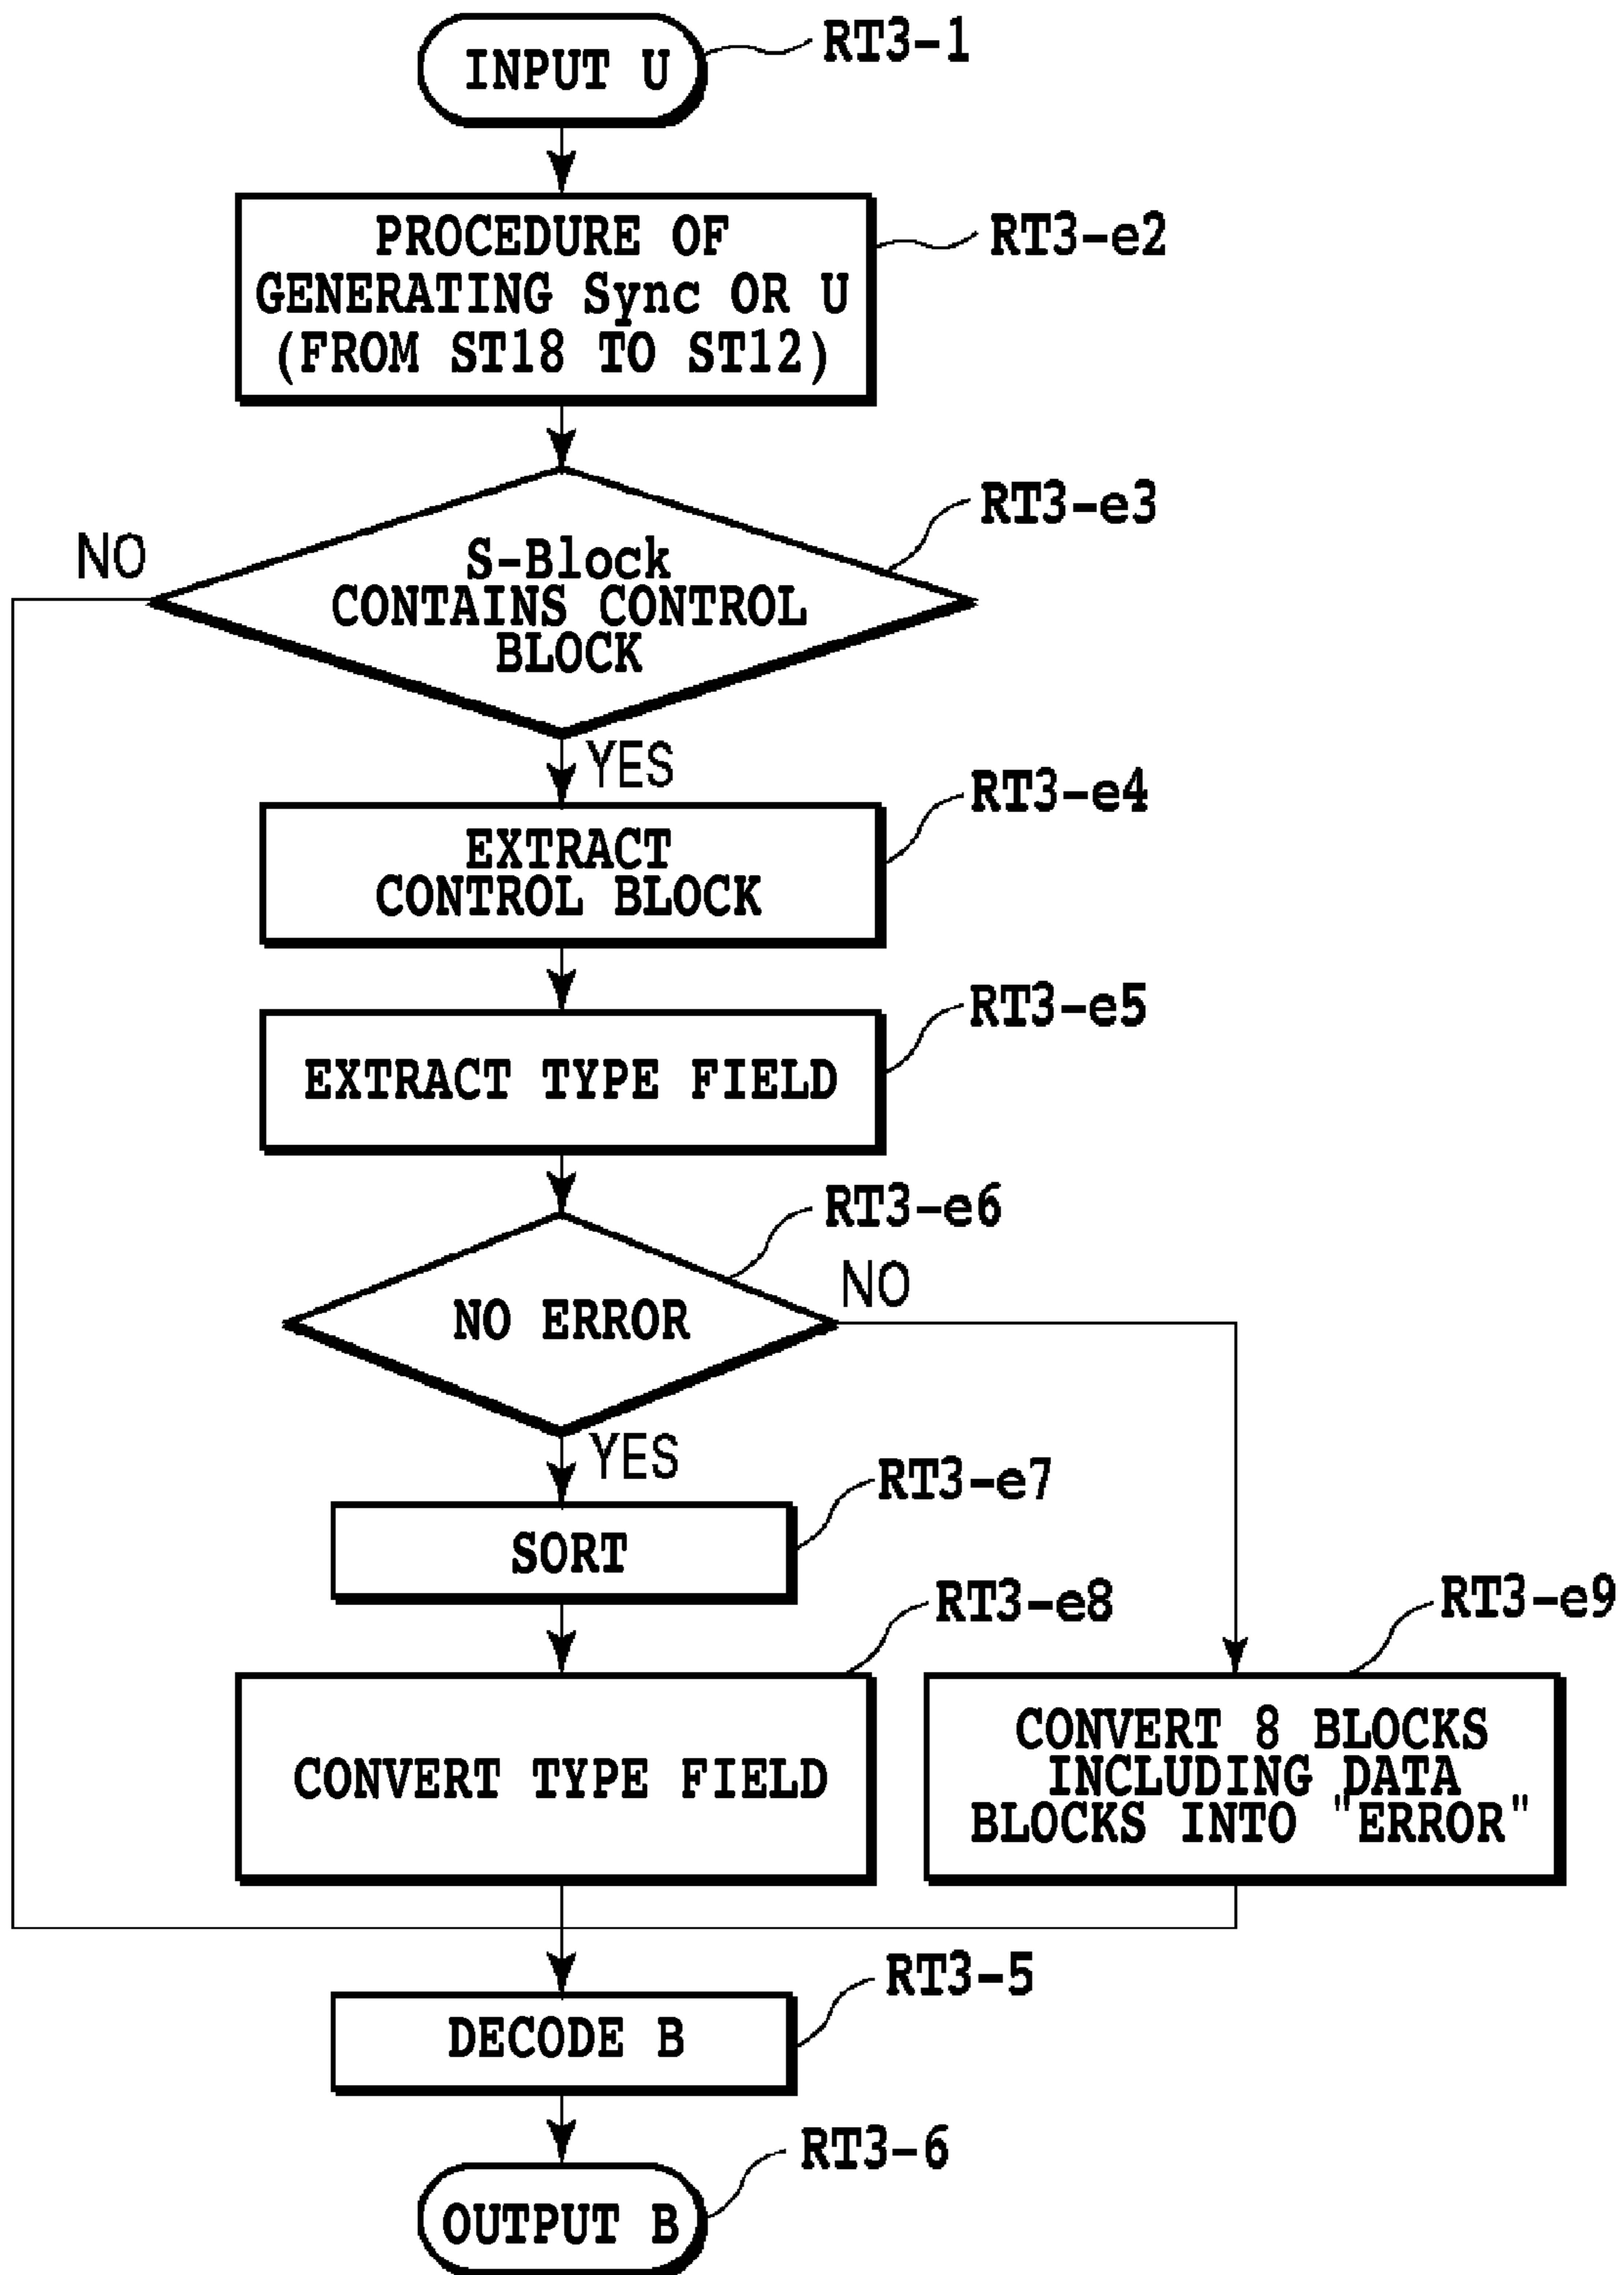 INPUT U
RT3-1
PROCEDURE OF
GENERATING Sync OR U
(FROM ST18 TO ST12)
RT3-e2
RT3-e3
NO
S-Block
CONTAINS CONTROL
BLOCK
YES
RT3-e4
EXTRACT
CONTROL BLOCK
RT3-e5
EXTRACT TYPE FIELD
RT3-e6
NO
NO ERROR
YES
RT3-e7
SORT
RT3-e8
CONVERT TYPE FIELD
RT3-e9
CONVERT 8 BLOCKS
INCLUDING DATA
BLOCKS INTO "ERROR"
RT3-5
DECODE B
RT3-6
OUTPUT B